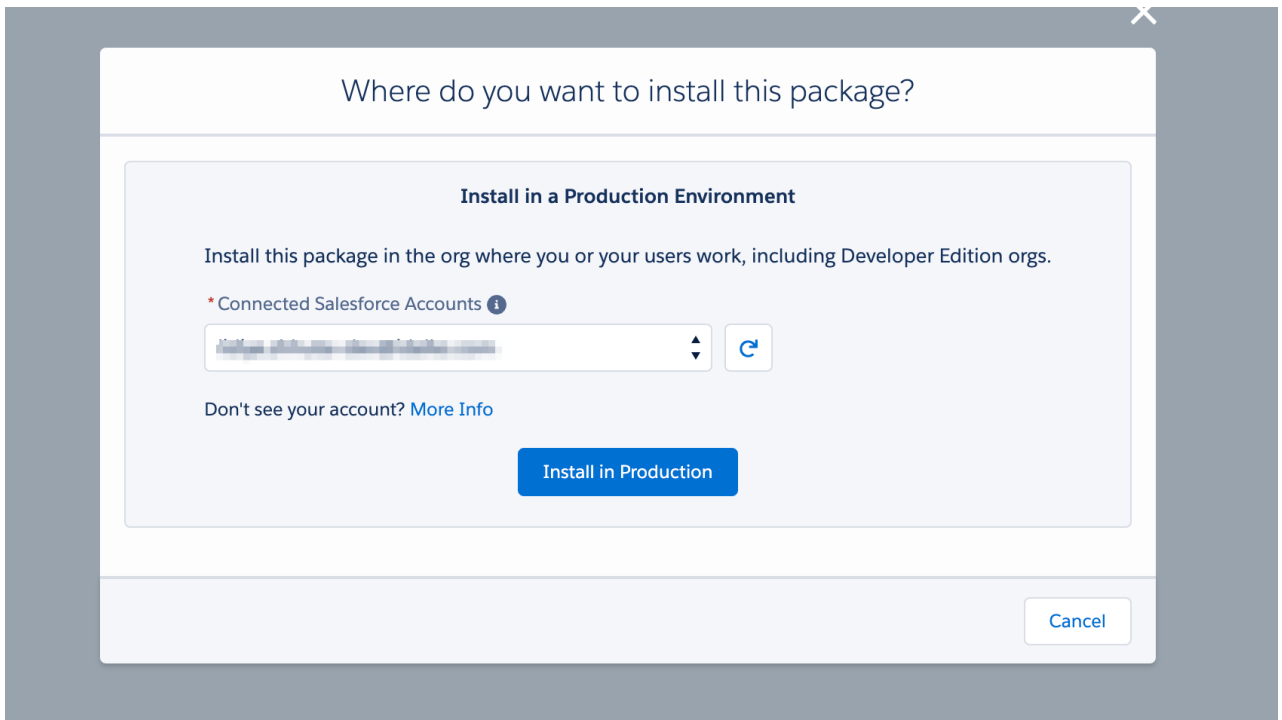 Where do you want to install this package?
Install in a Production Environment
Install this package in the org where you or your users work, including Developer Edition orgs.
*Connected Salesforce Accounts
Don't see your account? More Info
Install in Production
Cancel